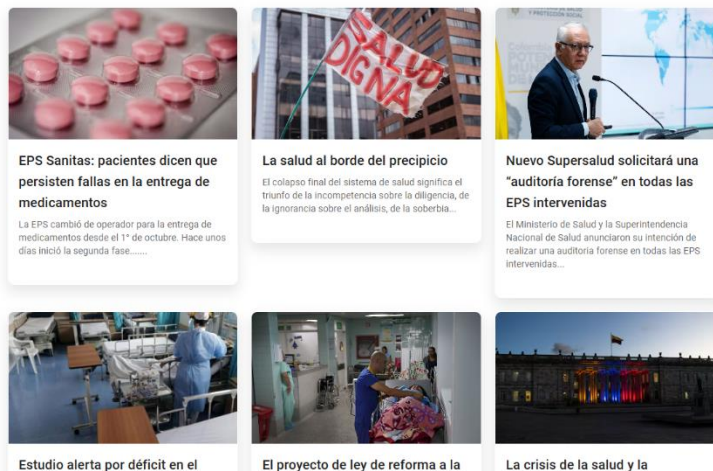 SALUD
DIGNA
Y PROTECCIÓN SOCIAL
EPS Sanitas: pacientes dicen que
persisten fallas en la entrega de
medicamentos
La EPS cambió de operador para la entrega de
medicamentos desde el 1° de octubre. Hace unos
días inició la segunda fase.......
La salud al borde del precipicio
El colapso final del sistema de salud significa el
triunfo de la incompetencia sobre la diligencia, de
la ignorancia sobre el análisis, de la soberbia...
Nuevo Supersalud solicitará una
“auditoría forense” en todas las
EPS intervenidas
El Ministerio de Salud y la Superintendencia
Nacional de Salud anunciaron su intención de
realizar una auditoria forense en todas las EPS
intervenidas...
Estudio alerta por déficit en el
El proyecto de ley de reforma a la
La crisis de la salud y la